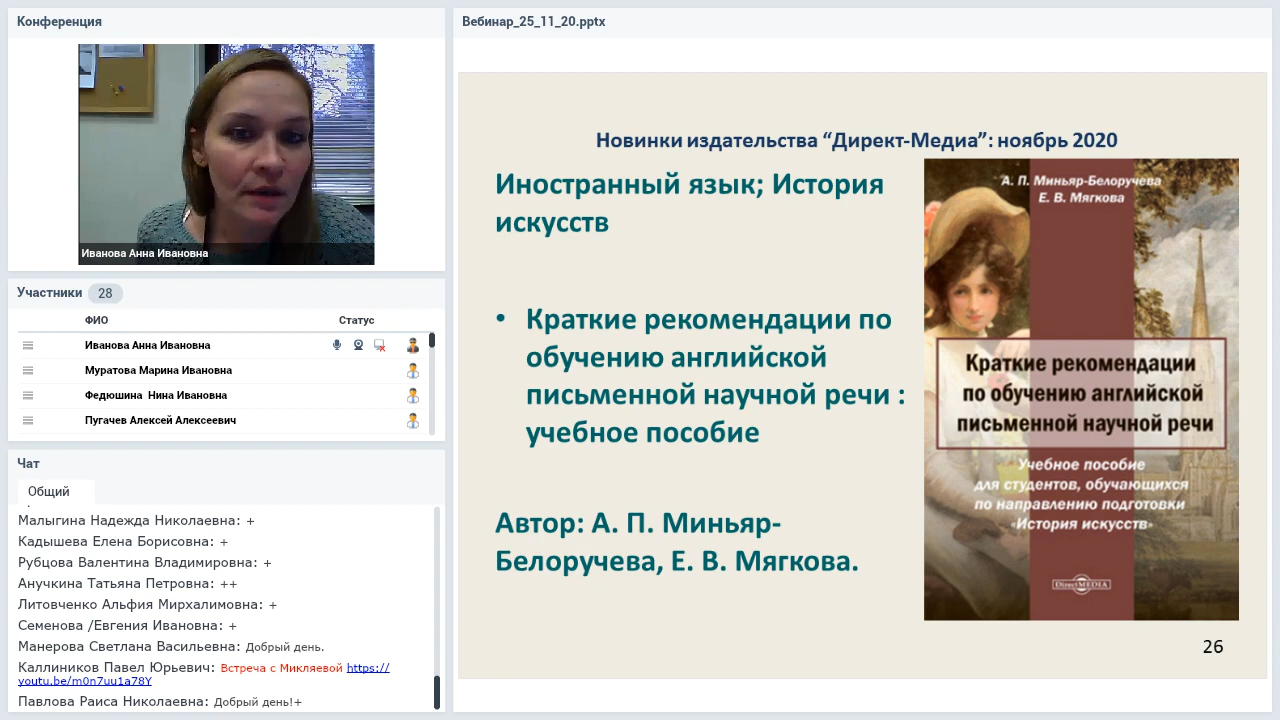 Конференция
Иванова Анна Ивановна
Участники 28
ФИО Статус
Иванова Анна Ивановна
Муратова Марина Ивановна
Федюшина Нина Ивановна
Пугачев Алексей Алексеевич
Чат
Общий
Малыгина Надежда Николаевна: +
Кадышева Елена Борисовна: +
Рубцова Валентина Владимировна: +
Анучкина Татьяна Петровна: ++
Литовченко Альфия Мирхалимовна: +
Семенова /Евгения Ивановна: +
Манерова Светлана Васильевна: Добрый день.
Каллиников Павел Юрьевич: Встреча с Микляевой https://
youtu.be/m0n7uu1a78Y
Павлова Раиса Николаевна: Добрый день!+
Вебинар_25_11_20.pptx
Новинки издательства “Директ-Медиа”: ноябрь 2020
Иностранный язык; История
искусств
• Краткие рекомендации по
обучению английской
письменной научной речи :
учебное пособие
Автор: А. П. Миньяр-
Белоручева, Е. В. Мягкова.
А. П. Миньяр-Белоручева
Е. В. Мягкова
Краткие рекомендации
по обучению английской
письменной научной речи
Учебное пособие
для студентов, обучающихся
по направлению подготовки
«История искусств»
DirectMEDIA
26